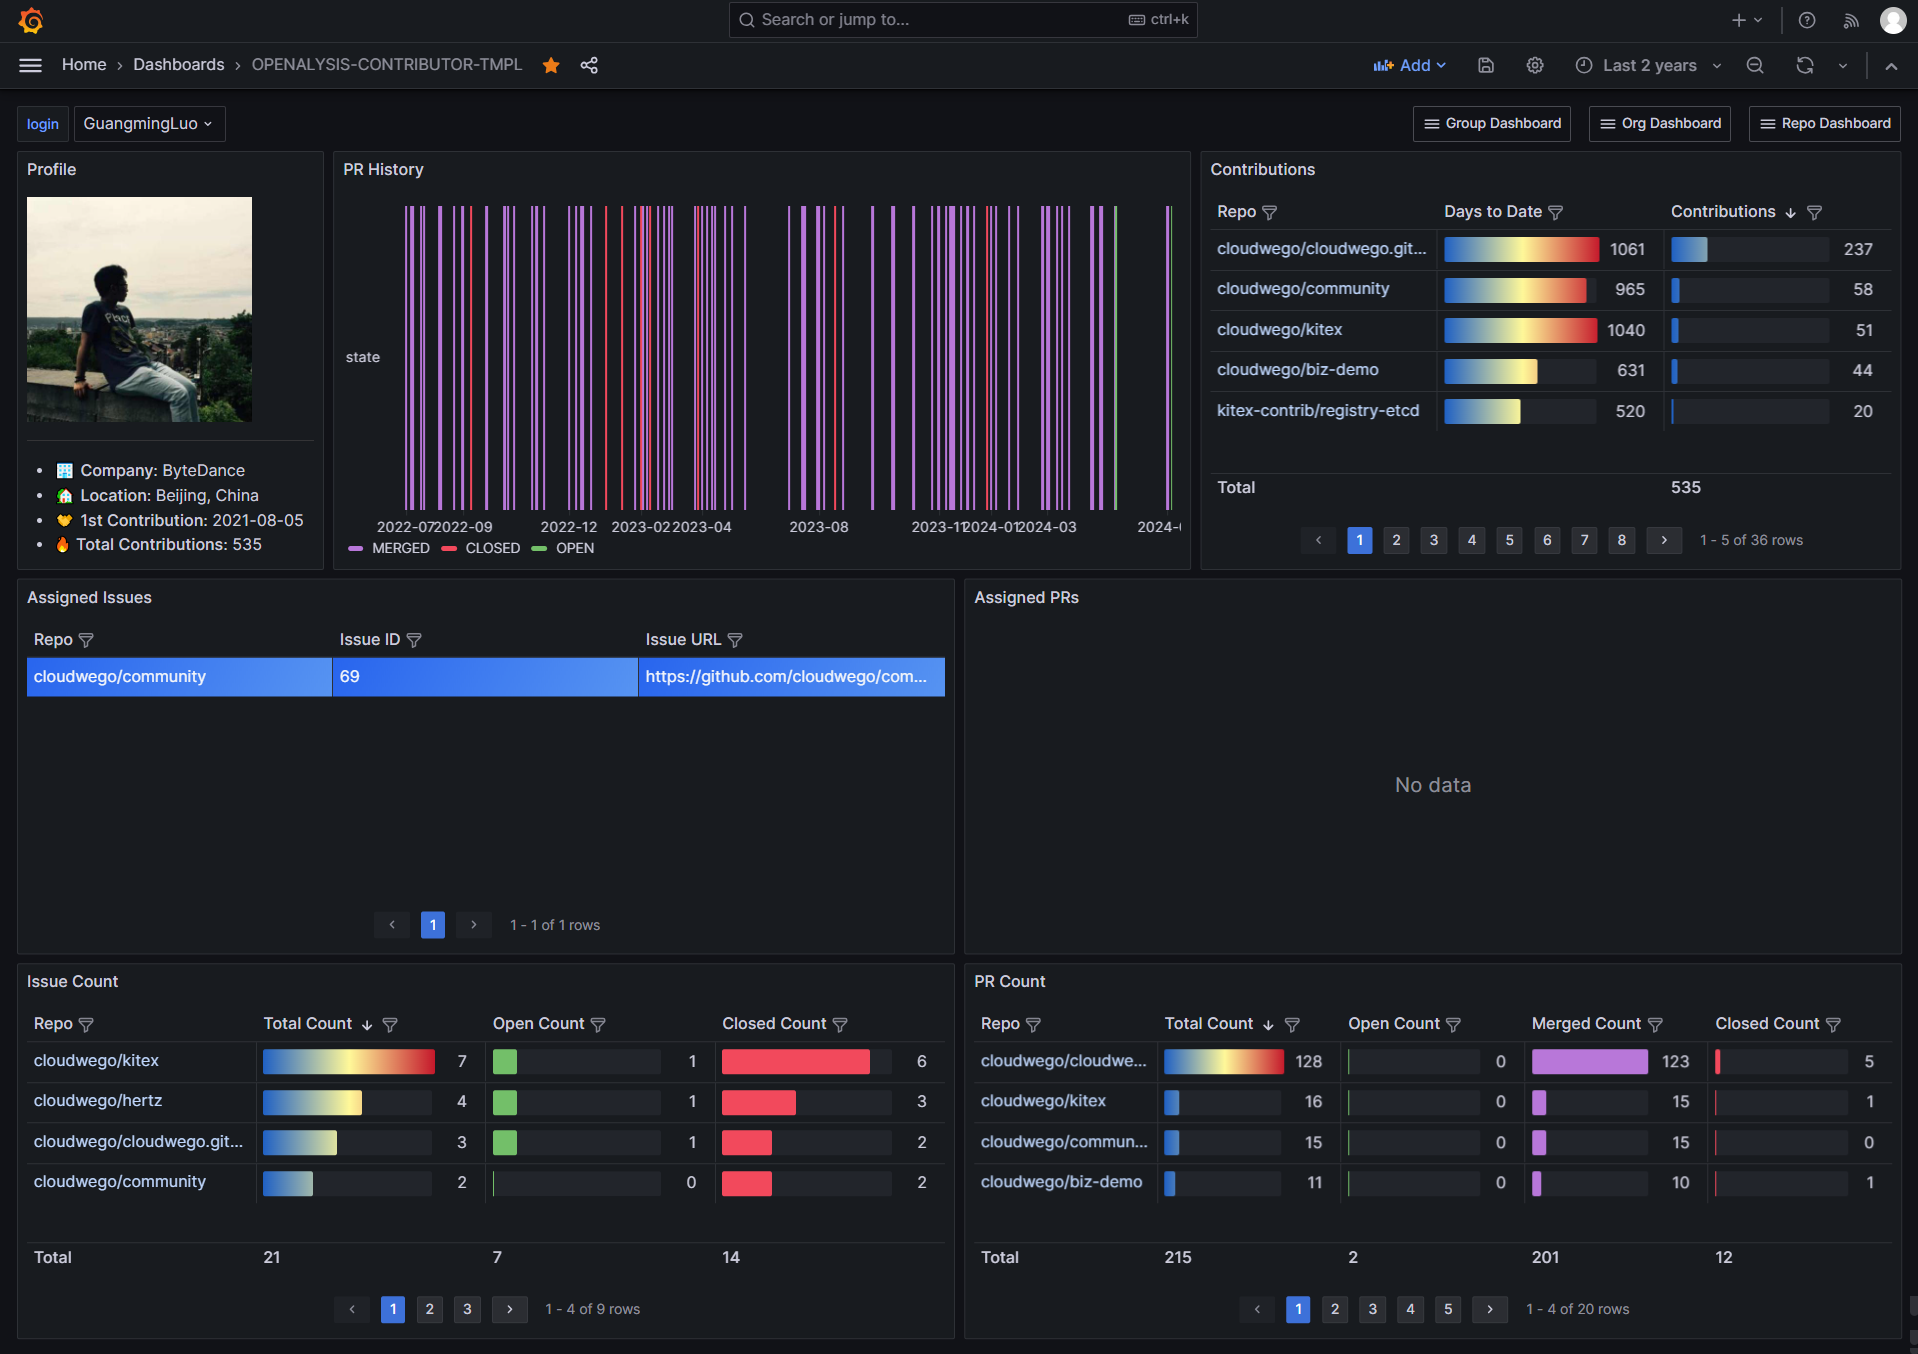 Search or jump to...
ctrl+k
Home › Dashboards › OPENALYSIS-CONTRIBUTOR-TMPL
Add
Last 2 years
login
GuangmingLuo
Group Dashboard
Org Dashboard
Repo Dashboard
Profile
Company: ByteDance
Location: Beijing, China
1st Contribution: 2021-08-05
Total Contributions: 535
PR History
state
2022-07 2022-09 2022-12 2023-02 2023-04 2023-08 2023-11 2024-01 2024-03
MERGED CLOSED OPEN
Contributions
Repo Days to Date Contributions
cloudwego/cloudwego.git... 1061 237
cloudwego/community 965 58
cloudwego/kitex 1040 51
cloudwego/biz-demo 631 44
kitex-contrib/registry-etcd 520 20
Total 535
1 2 3 4 5 6 7 8 1 - 5 of 36 rows
Assigned Issues
Repo Issue ID Issue URL
cloudwego/community 69 https://github.com/cloudwego/com...
1 1 - 1 of 1 rows
Assigned PRs
No data
Issue Count
Repo Total Count Open Count Closed Count
cloudwego/kitex 7 1 6
cloudwego/hertz 4 1 3
cloudwego/cloudwego.git... 3 1 2
cloudwego/community 2 0 2
Total 21 7 14
1 2 3 1 - 4 of 9 rows
PR Count
Repo Total Count Open Count Merged Count Closed Count
cloudwego/cloudwe... 128 0 123 5
cloudwego/kitex 16 0 15 1
cloudwego/commun... 15 0 15 0
cloudwego/biz-demo 11 0 10 1
Total 215 2 201 12
1 2 3 4 5 1 - 4 of 20 rows